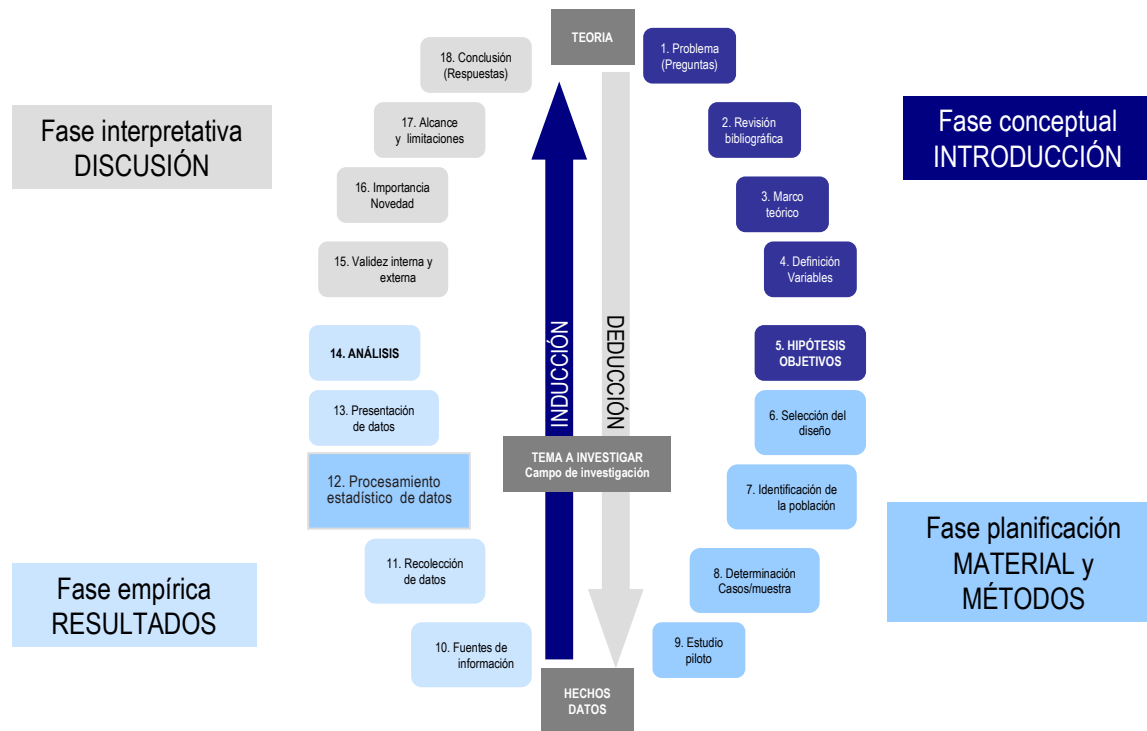 TEORIA
1. Problema
(Preguntas)
2. Revisión
bibliográfica
3. Marco
teórico
4. Definición
Variables
5. HIPÓTESIS
OBJETIVOS
Fase conceptual
INTRODUCCIÓN
6. Selección del
diseño
7. Identificación de
la población
8. Determinación
Casos/muestra
9. Estudio
piloto
Fase planificación
MATERIAL y
MÉTODOS
HECHOS
DATOS
10. Fuentes de
información
11. Recolección
de datos
12. Procesamiento
estadístico de datos
13. Presentación
de datos
14. ANÁLISIS
Fase empírica
RESULTADOS
15. Validez interna y
externa
16. Importancia
Novedad
17. Alcance
y limitaciones
18. Conclusión
(Respuestas)
Fase interpretativa
DISCUSIÓN
INDUCCIÓN
DEDUCCIÓN
TEMA A INVESTIGAR
Campo de investigación